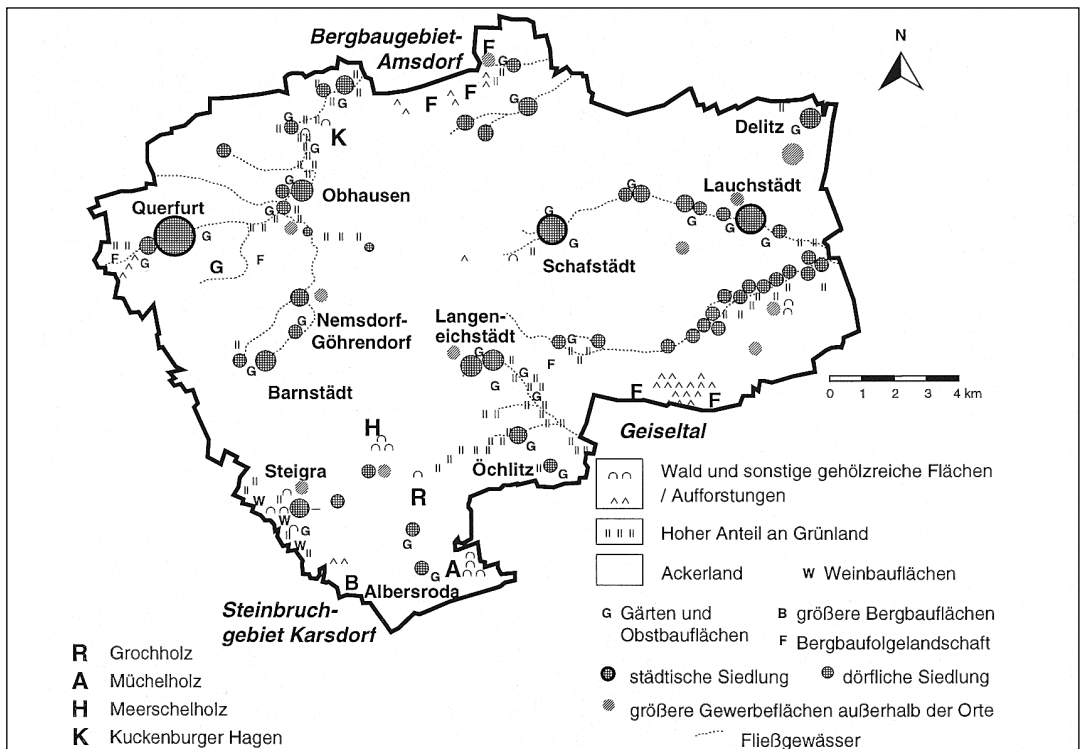 Bergbaugebiet-
Amsdorf
N
F
G
F
F
G
G
G
K
G
G
Delitz
G
Querfurt
Obhausen
G
G
G
G
F
G
F
G
G
Lauchstädt
G
G
G
G
Schafstädt
Nemsdorf-
Göhrendorf
G
Barnstädt
G
Langen-
eichstädt
G
G
G
F
G
G
0 1 2 3 4 km
F
F
Geiseltal
H
Steigra
W
W
G
W
R
G
Öchlitz
G
G
B
Albersroda
G
A
Steinbruch-
gebiet Karsdorf
R Grochholz
A Müchelholz
H Meerschelholz
K Kuckenburger Hagen
Wald und sonstige gehölzreiche Flächen
/ Aufforstungen
Hoher Anteil an Grünland
Ackerland
W Weinbauflächen
G Gärten und
Obstbauflächen
B größere Bergbauflächen
F Bergbaufolgelandschaft
städtische Siedlung
dörfliche Siedlung
größere Gewerbeflächen außerhalb der Orte
Fließgewässer